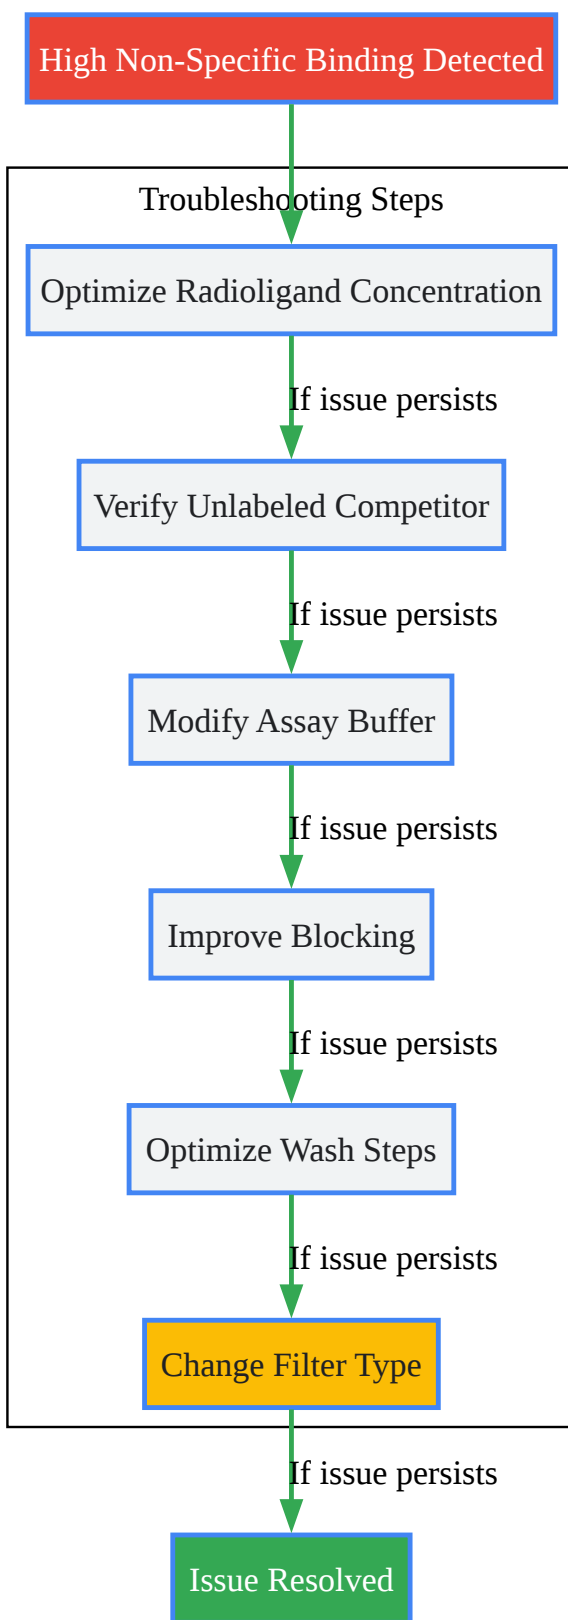 High Non-Specific Binding Detected
Troubleshooting Steps
Optimize Radioligand Concentration
If issue persists
Verify Unlabeled Competitor
If issue persists
Modify Assay Buffer
If issue persists
Improve Blocking
If issue persists
Optimize Wash Steps
If issue persists
Change Filter Type
If issue persists
Issue Resolved